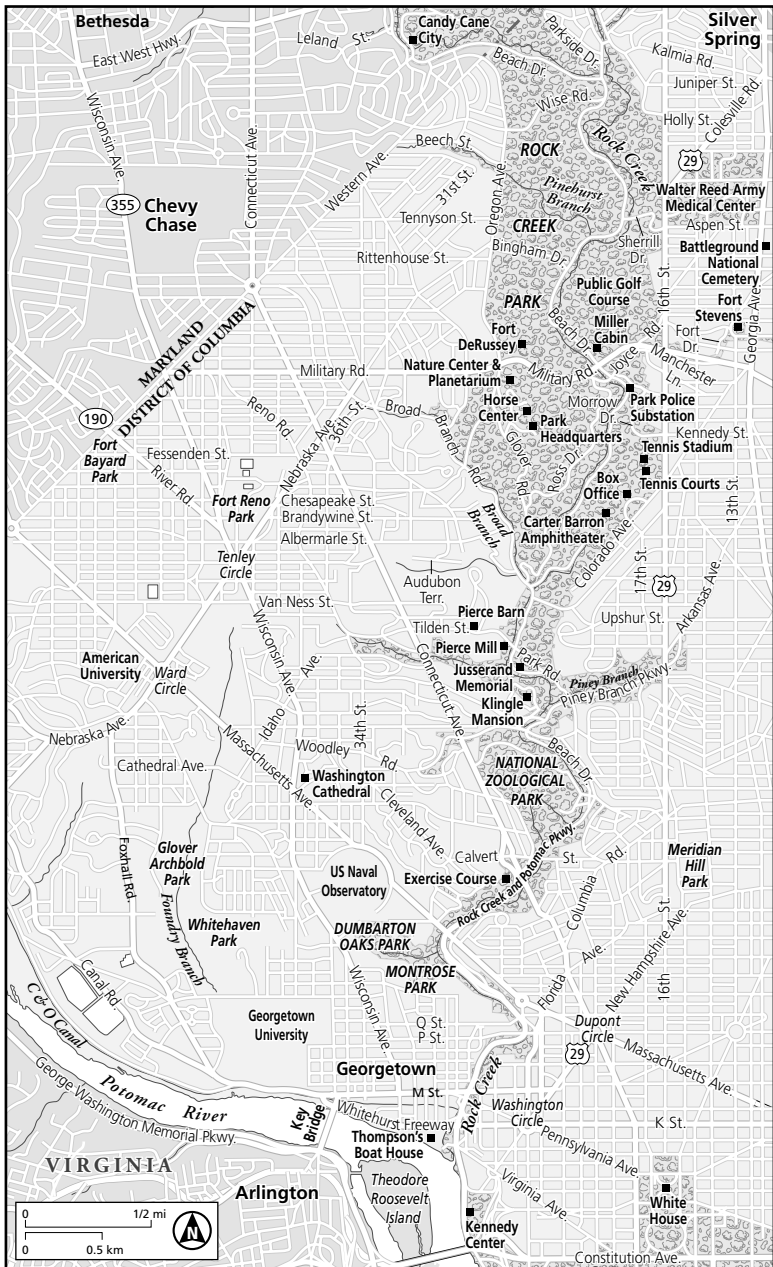 Bethesda
Candy Cane
City
Silver
Spring
East West Hwy.
Leland St.
Parkside Dr.
Kalmia Rd.
Beach Dr.
Juniper St.
Wisconsin Ave.
Connecticut Ave.
Wise Rd.
Holly St.
Colesville Rd.
Beech St.
ROCK
Rock Creek
29
Western Ave.
31st St.
Oregon Ave.
Pinehurst
Branch
Walter Reed Army
Medical Center
355
Chevy
Chase
Tennyson St.
CREEK
Aspen St.
Sherrill
Dr.
Rittenhouse St.
Bingham Dr.
Battleground
National
Cemetery
16th St.
Public Golf
Course
PARK
Beach Dr.
Miller
Cabin
Fort
Stevens
Georgia Ave.
MARYLAND
DISTRICT OF COLUMBIA
Fort
DeRussey
Joyce Rd.
Fort
Dr.
Military Rd.
Nature Center &
Planetarium
Military Rd.
Manchester
Ln.
190
Reno Rd.
36th St.
Broad
Branch
Rd.
Horse
Center
Park
Headquarters
Morrow
Dr.
Park Police
Substation
Fort
Bayard
Park
Fessenden St.
River Rd.
Nebraska Ave.
Glover
Rd.
Ross Dr.
Kennedy St.
Tennis Stadium
Tennis Courts
Fort Reno
Park
Chesapeake St.
Brandywine St.
Albermarle St.
Broad
Branch
Box
Office
Carter Barron
Amphitheater
Colorado Ave.
13th St.
Tenley
Circle
17th St.
29
Audubon
Terr.
Arkansas Ave.
Van Ness St.
Pierce Barn
Tilden St.
Upshur St.
Wisconsin Ave.
Connecticut Ave.
Pierce Mill
Park Rd.
American
University
Ward
Circle
Jusserand
Memorial
Piney Branch
Piney Branch Pkwy.
Klingle
Mansion
Idaho Ave.
34th St.
Nebraska Ave.
Massachusetts Ave.
Woodley Rd.
Beach Dr.
Cathedral Ave.
Washington
Cathedral
NATIONAL
ZOOLOGICAL
PARK
Cleveland Ave.
Foxhall Rd.
Glover
Archbold
Park
Calvert St.
Rock Creek and Potomac Pkwy.
Columbia Rd.
Meridian
Hill
Park
US Naval
Observatory
Exercise Course
Foundry Branch
Whitehaven
Park
DUMBARTON
OAKS PARK
MONTROSE
PARK
Florida Ave.
New Hampshire Ave.
16th St.
Canal Rd.
C & O Canal
Wisconsin Ave.
Georgetown
University
Q St.
P St.
Dupont
Circle
29
Massachusetts Ave.
Georgetown
Potomac River
M St.
Rock Creek
George Washington Memorial Pkwy.
Key
Bridge
Whitehurst Freeway
Washington
Circle
K St.
Thompson's
Boat House
Pennsylvania Ave.
VIRGINIA
Arlington
Theodore
Roosevelt
Island
Virginia Ave.
White
House
Kennedy
Center
Constitution Ave.
0 1/2 mi
0 0.5 km
N